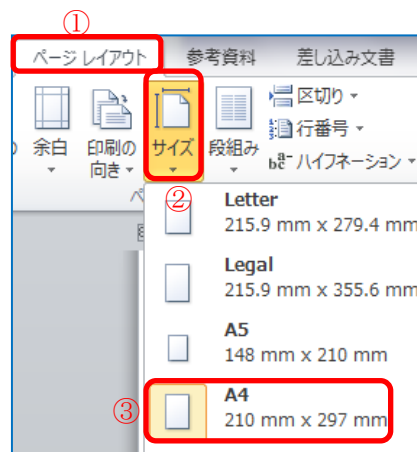 ①
ページ レイアウト 参考資料 差し込み文書
余白 印刷の向き サイズ 段組み
区切り
行番号
ハイフネーション
②
Letter
215.9 mm x 279.4 mm
Legal
215.9 mm x 355.6 mm
A5
148 mm x 210 mm
③
A4
210 mm x 297 mm